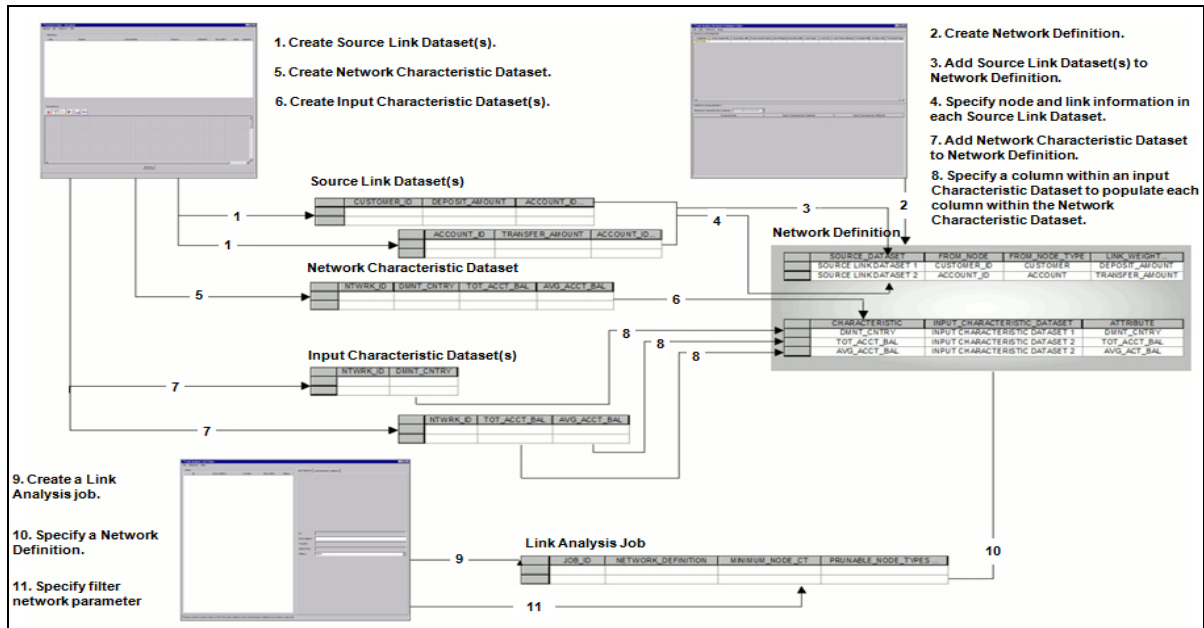 1. Create Source Link Dataset(s).
5. Create Network Characteristic Dataset.
6. Create Input Characteristic Dataset(s).
2. Create Network Definition.
3. Add Source Link Dataset(s) to
Network Definition.
4. Specify node and link information in
each Source Link Dataset.
7. Add Network Characteristic Dataset
to Network Definition.
8. Specify a column within an input
Characteristic Dataset to populate each
column within the Network
Characteristic Dataset.
Source Link Dataset(s)
CUSTOMER_ID DEPOSIT_AMOUNT ACCOUNT_ID...
1
3
2
4
ACCOUNT_ID TRANSFER_AMOUNT ACCOUNT_ID...
1
Network Definition
SOURCE_DATASET FROM_NODE FROM_NODE_TYPE LINK_WEIGHT...
SOURCE LINK DATASET 1 CUSTOMER_ID CUSTOMER DEPOSIT_AMOUNT
SOURCE LINK DATASET 2 ACCOUNT_ID ACCOUNT TRANSFER_AMOUNT
Network Characteristic Dataset
NTWRK_ID DMNT_CNTRY TOT_ACCT_BAL AVG_ACCT_BAL
5
6
CHARACTERISTIC INPUT_CHARACTERISTIC_DATASET ATTRIBUTE
DMNT_CNTRY INPUT CHARACTERISTIC DATASET 1 DMNT_CNTRY
TOT_ACCT_BAL INPUT CHARACTERISTIC DATASET 2 TOT_ACCT_BAL
AVG_ACCT_BAL INPUT CHARACTERISTIC DATASET 2 AVG_ACT_BAL
8
8
8
Input Characteristic Dataset(s)
NTWRK_ID DMNT_CNTRY
7
NTWRK_ID TOT_ACCT_BAL AVG_ACCT_BAL
7
9. Create a Link
Analysis job.
10. Specify a Network
Definition.
11. Specify filter
network parameter
Link Analysis Job
JOB_ID NETWORK_DEFINITION MINIMUM_NODE_CT PRUNABLE_NODE_TYPES ...
9
10
11